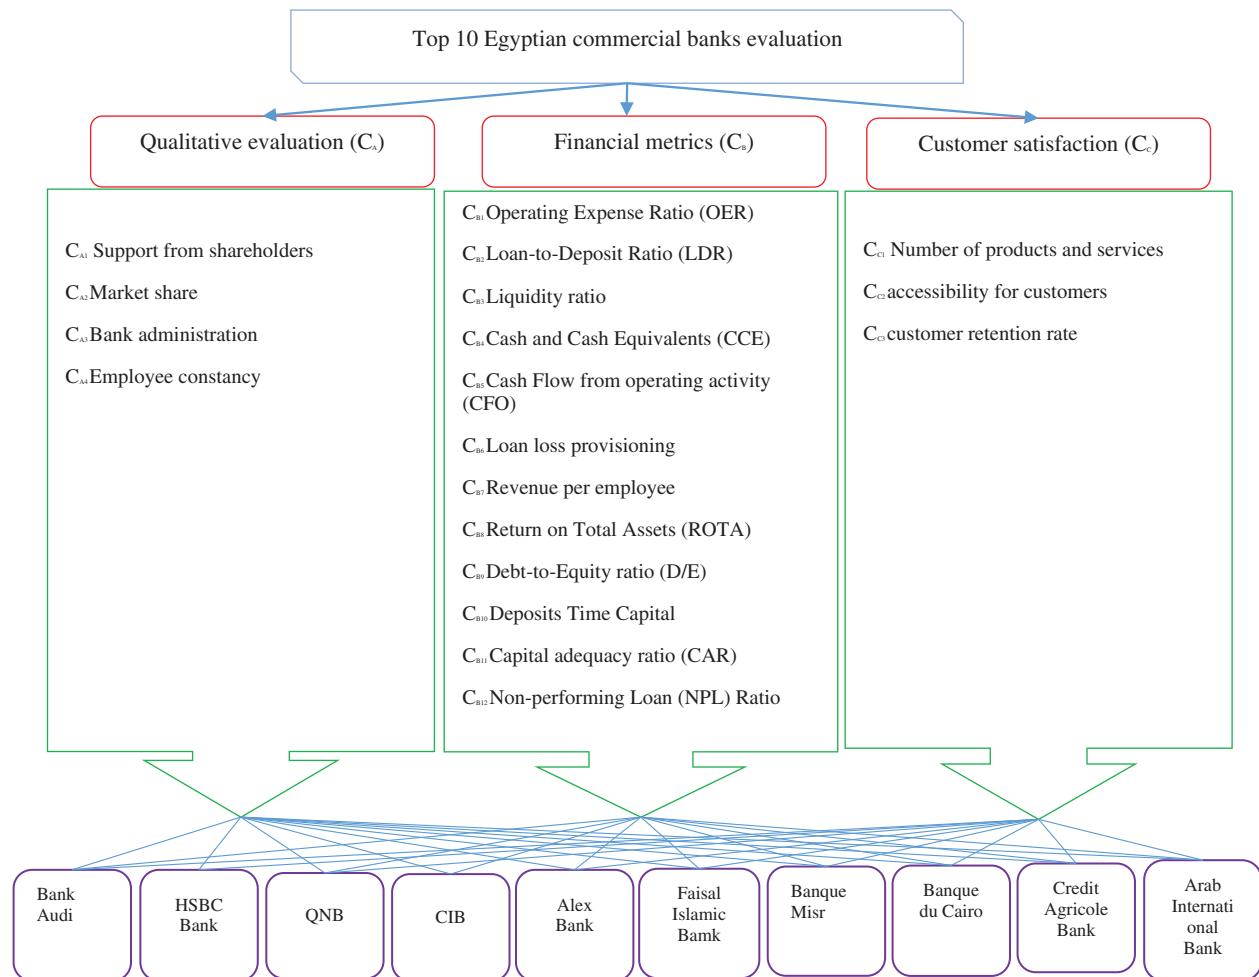 Top 10 Egyptian commercial banks evaluation
Qualitative evaluation (CA)
Financial metrics (CB)
Customer satisfaction (CC)
CA1 Support from shareholders
CA2 Market share
CA3 Bank administration
CA4 Employee constancy
CB1 Operating Expense Ratio (OER)
CB2 Loan-to-Deposit Ratio (LDR)
CB3 Liquidity ratio
CB4 Cash and Cash Equivalents (CCE)
CB5 Cash Flow from operating activity
(CFO)
CB6 Loan loss provisioning
CB7 Revenue per employee
CB8 Return on Total Assets (ROTA)
CB9 Debt-to-Equity ratio (D/E)
CB10 Deposits Time Capital
CB11 Capital adequacy ratio (CAR)
CB12 Non-performing Loan (NPL) Ratio
CC1 Number of products and services
CC2 accessibility for customers
CC3 customer retention rate
Bank
Audi
HSBC
Bank
QNB
CIB
Alex
Bank
Faisal
Islamic
Bamk
Banque
Misr
Banque
du Cairo
Credit
Agricole
Bank
Arab
Internati
onal
Bank